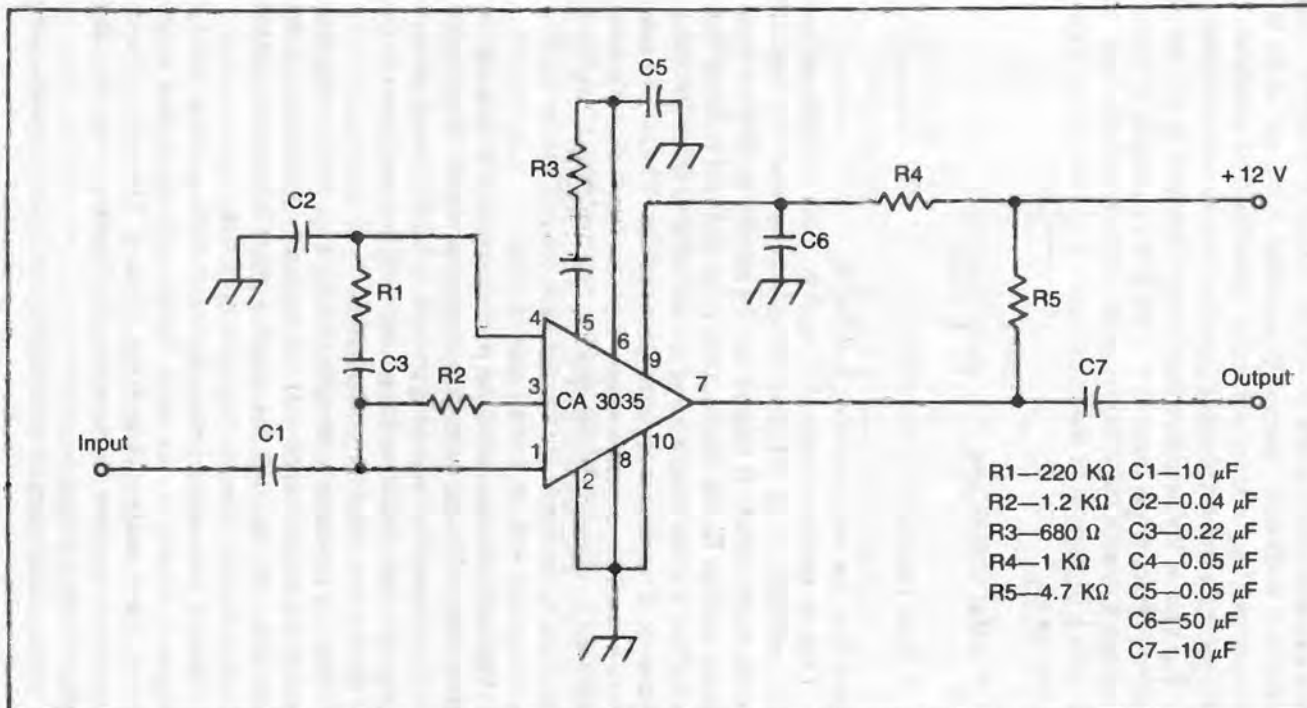 C5
R3
R4
+ 12 V
C2
C6
R1
R5
4
5
6
9
C3
R2
3
CA 3035
7
C7
Output
Input
C1
1
2
8
10
R1—220 KΩ C1—10 μF
R2—1.2 KΩ C2—0.04 μF
R3—680 Ω C3—0.22 μF
R4—1 KΩ C4—0.05 μF
R5—4.7 KΩ C5—0.05 μF
C6—50 μF
C7—10 μF